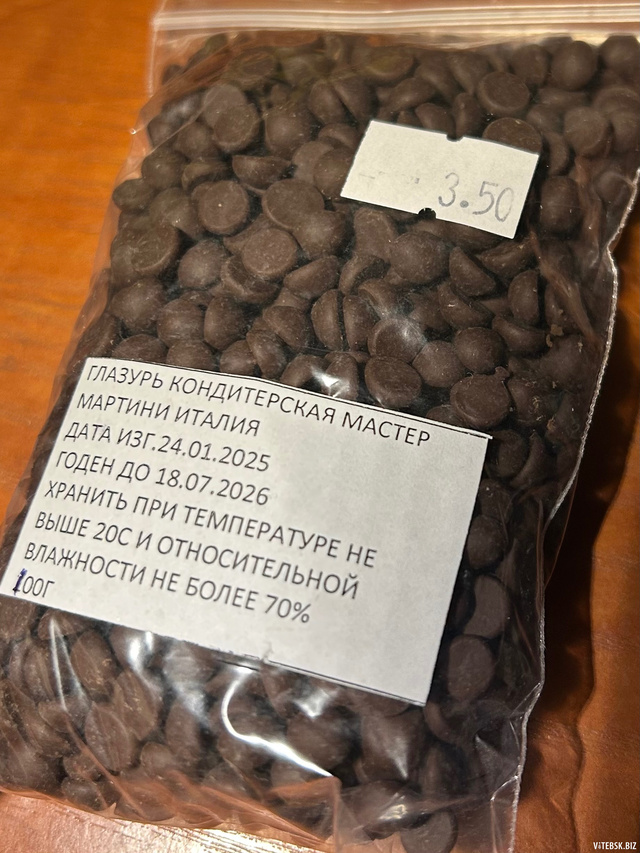 3.50
ГЛАЗУРЬ КОНДИТЕРСКАЯ МАСТЕР
МАРТИНИ ИТАЛИЯ
ДАТА ИЗГ.24.01.2025
ГОДЕН ДО 18.07.2026
ХРАНИТЬ ПРИ ТЕМПЕРАТУРЕ НЕ
ВЫШЕ 20С И ОТНОСИТЕЛЬНОЙ
ВЛАЖНОСТИ НЕ БОЛЕЕ 70%
100Г
ViTEBSK.BIZ